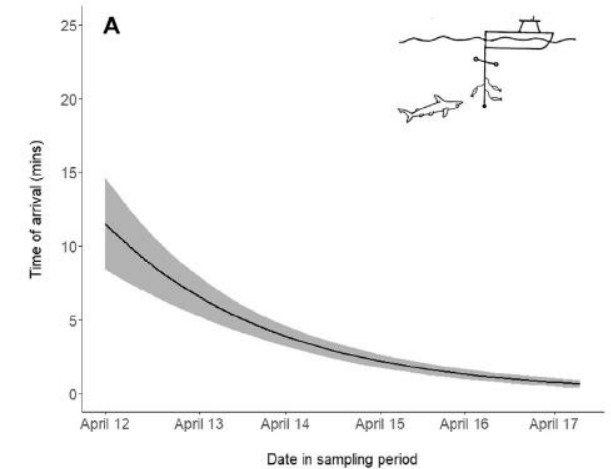 A
25
20
15
10
5
0
Time of arrival (mins)
April 12 April 13 April 14 April 15 April 16 April 17
Date in sampling period